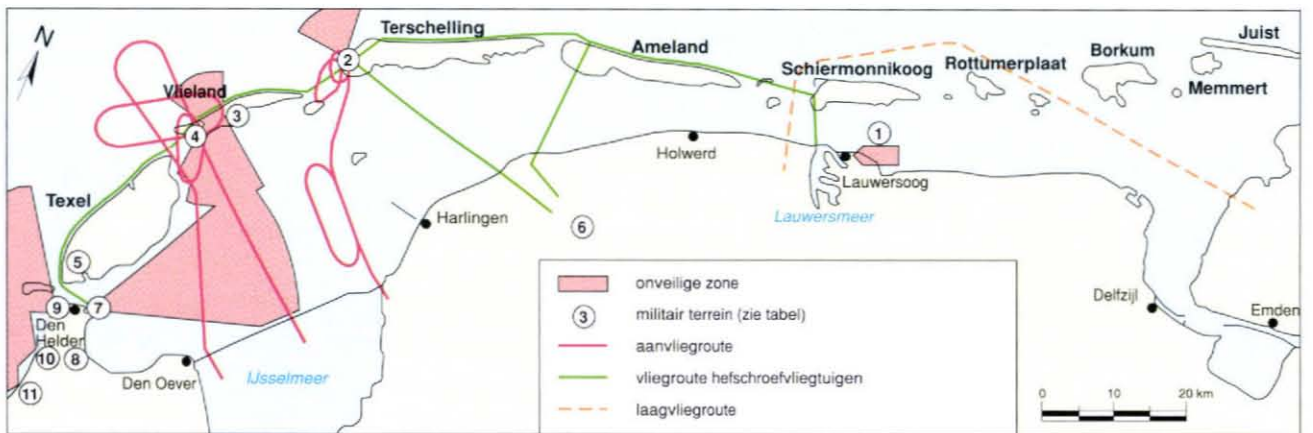 N
Terschelling
Ameland
Juist
Borkum
Schiermonnikoog
Rottumerplaat
Memmert
Vlieland
2
3
4
1
Holwerd
Lauwersoog
Texel
Harlingen
Lauwersmeer
6
5
onveilige zone
3 militair terrein (zie tabel)
aanvliegroute
vliegroute hefschroefvliegtuigen
laagvliegroute
9
7
Den
Helder
10
8
11
Den Oever
IJsselmeer
Delfzijl
Emden
0 10 20 km